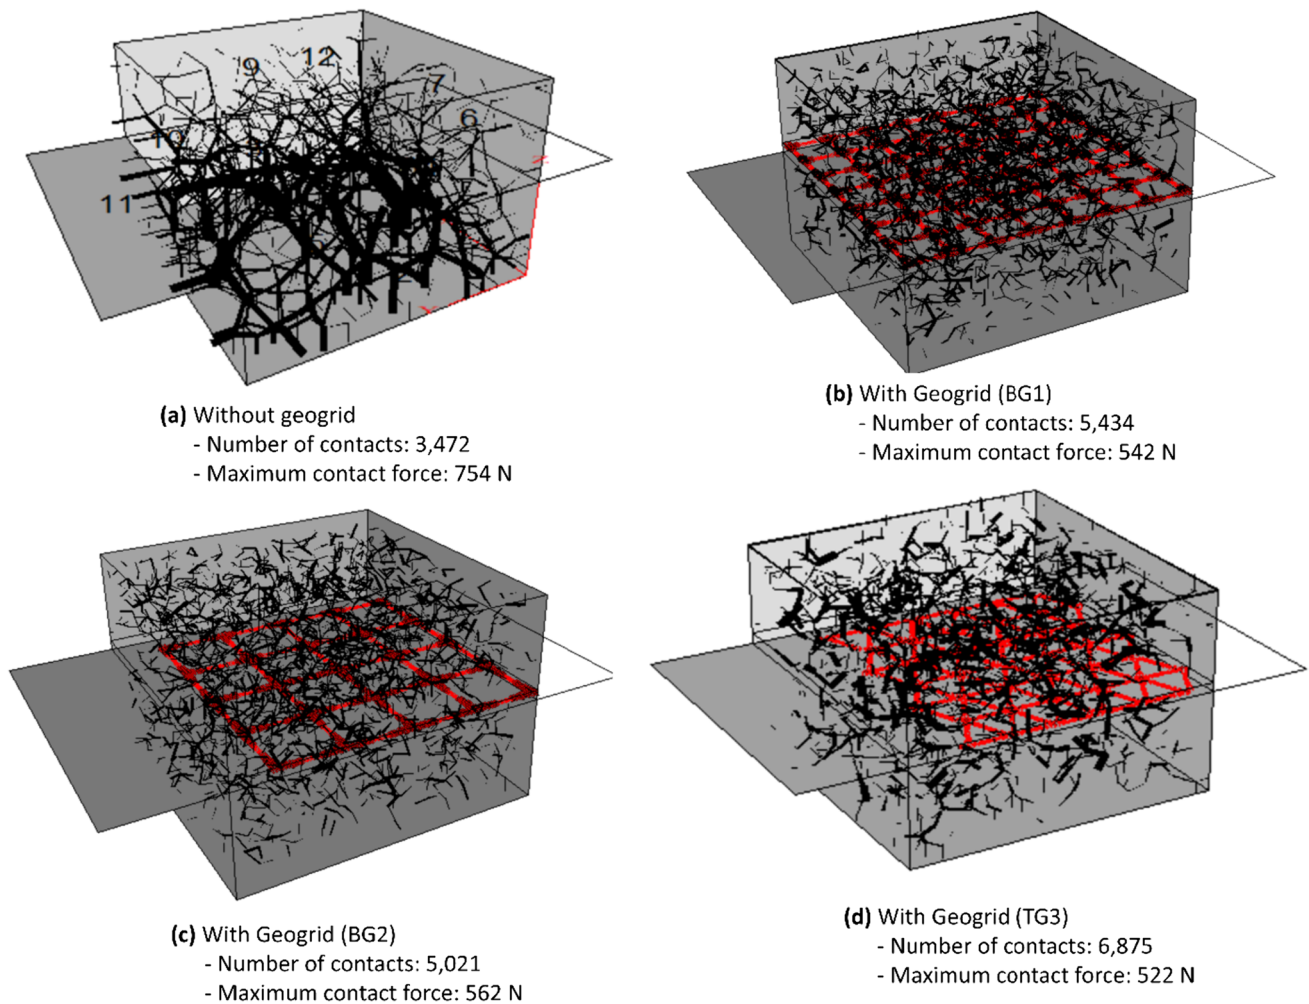 9 12
7
6
10
11
(a) Without geogrid
- Number of contacts: 3,472
- Maximum contact force: 754 N
(b) With Geogrid (BG1)
- Number of contacts: 5,434
- Maximum contact force: 542 N
(c) With Geogrid (BG2)
- Number of contacts: 5,021
- Maximum contact force: 562 N
(d) With Geogrid (TG3)
- Number of contacts: 6,875
- Maximum contact force: 522 N